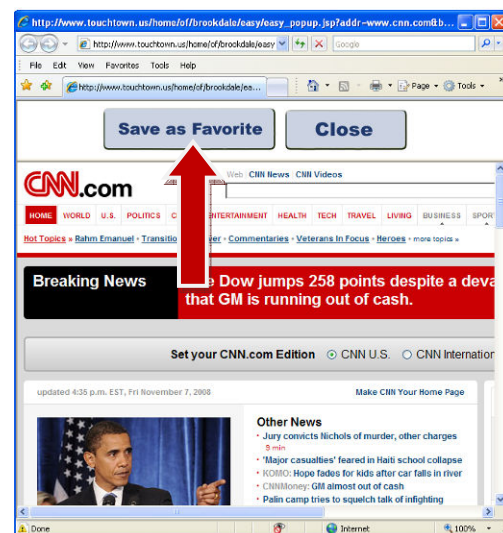 http://www.touchtown.us/home/of/brookdale/easy/easy_popup.jsp?addr=www.cnn.com&b...
http://www.touchtown.us/home/of/brookdale/easy
Google
File Edit View Favorites Tools Help
http://www.touchtown.us/home/of/brookdale/ea...
Page Tools
Save as Favorite Close
CNN.com
Web CNN News CNN Videos
HOME WORLD U.S. POLITICS ENTERTAINMENT HEALTH TECH TRAVEL LIVING BUSINESS SPOR
Hot Topics » Rahm Emanuel · Transitio ver · Commentaries · Veterans In Focus · Heroes · more topics »
Breaking News
e Dow jumps 258 points despite a deva
that GM is running out of cash.
Set your CNN.com Edition CNN U.S. CNN Internation
updated 4:35 p.m. EST, Fri November 7, 2008
Make CNN Your Home Page
Other News
· Jury convicts Nichols of murder, other charges
9 min
· 'Major casualties' feared in Haiti school collapse
· KOMO: Hope fades for kids after car falls in river
· CNNMoney: GM almost out of cash
· Palin camp tries to squelch talk of infighting
Done Internet 100%